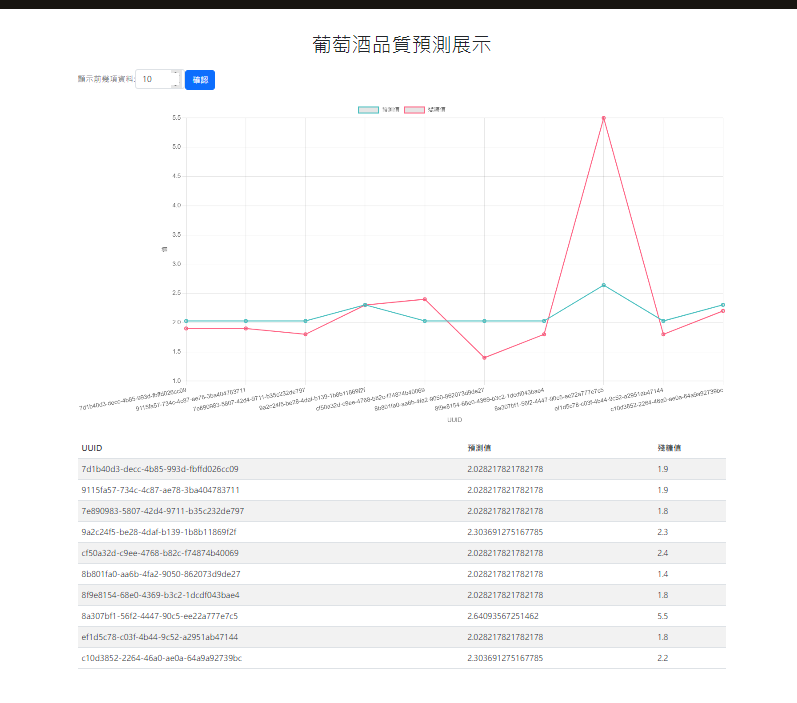 葡萄酒品質預測展示
顯示前幾項資料: 10 確認
預測值 殘糖值
5.5
5.0
4.5
4.0
3.5
3.0
2.5
2.0
1.5
1.0
值
7d1b40d3-decc-4b85-993d-fbffd026cc09
9115fa57-734c-4c87-ae78-3ba404783711
7e890983-5807-42d4-9711-b35c232de797
9a2c24f5-be28-4daf-b139-1b8b11869f2f
cf50a32d-c9ee-4768-b82c-f74874b40069
8b801fa0-aa6b-4fa2-9050-862073d9de27
8f9e8154-68e0-4369-b3c2-1dcdf043bae4
8a307bf1-56f2-4447-90c5-ee22a777e7c5
ef1d5c78-c03f-4b44-9c52-a2951ab47144
c10d3852-2264-46a0-ae0a-64a9a92739bc
UUID
UUID 預測值 殘糖值
7d1b40d3-decc-4b85-993d-fbffd026cc09 2.028217821782178 1.9
9115fa57-734c-4c87-ae78-3ba404783711 2.028217821782178 1.9
7e890983-5807-42d4-9711-b35c232de797 2.028217821782178 1.8
9a2c24f5-be28-4daf-b139-1b8b11869f2f 2.303691275167785 2.3
cf50a32d-c9ee-4768-b82c-f74874b40069 2.028217821782178 2.4
8b801fa0-aa6b-4fa2-9050-862073d9de27 2.028217821782178 1.4
8f9e8154-68e0-4369-b3c2-1dcdf043bae4 2.028217821782178 1.8
8a307bf1-56f2-4447-90c5-ee22a777e7c5 2.64093567251462 5.5
ef1d5c78-c03f-4b44-9c52-a2951ab47144 2.028217821782178 1.8
c10d3852-2264-46a0-ae0a-64a9a92739bc 2.303691275167785 2.2